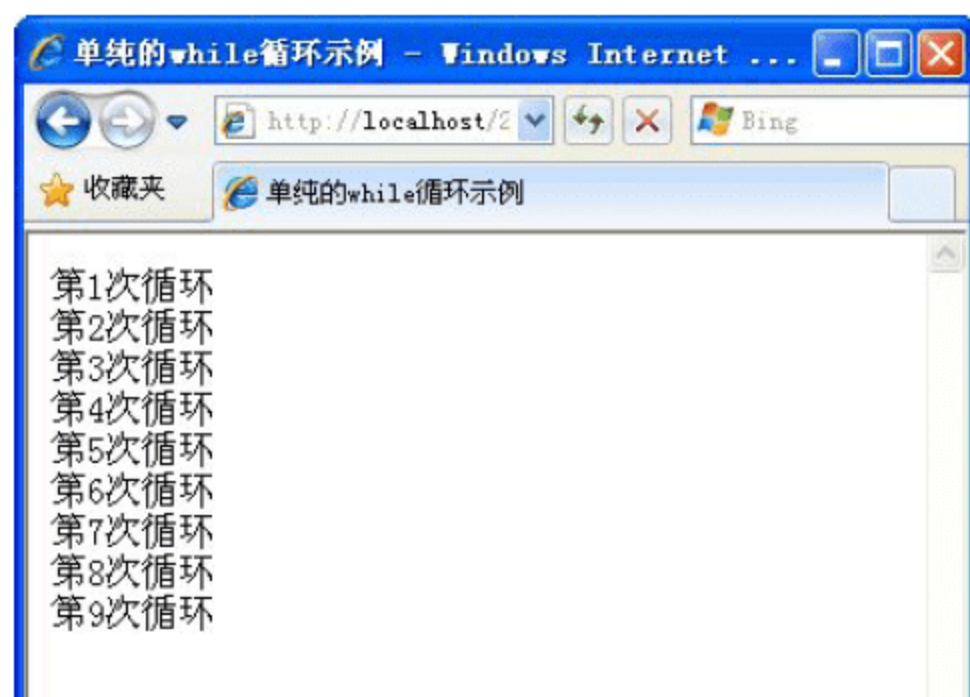 单纯的while循环示例 - Windows Internet ...
http://localhost/2
Bing
收藏夹
单纯的while循环示例
第1次循环
第2次循环
第3次循环
第4次循环
第5次循环
第6次循环
第7次循环
第8次循环
第9次循环